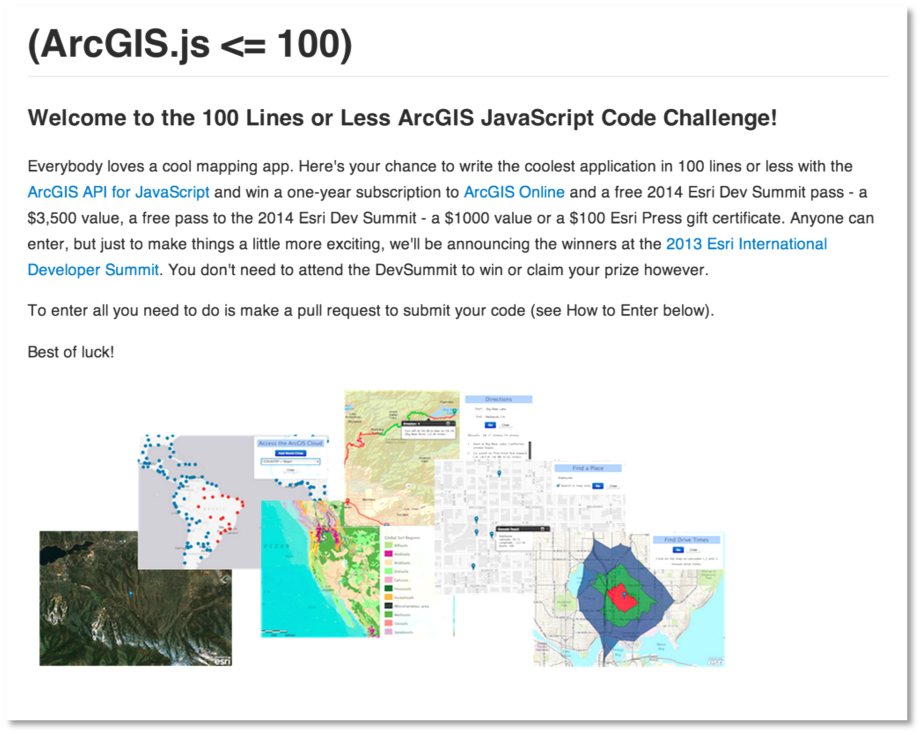 (ArcGIS.js <= 100)
Welcome to the 100 Lines or Less ArcGIS JavaScript Code Challenge!
Everybody loves a cool mapping app. Here's your chance to write the coolest application in 100 lines or less with the
ArcGIS API for JavaScript and win a one-year subscription to ArcGIS Online and a free 2014 Esri Dev Summit pass - a
$3,500 value, a free pass to the 2014 Esri Dev Summit - a $1000 value or a $100 Esri Press gift certificate. Anyone can
enter, but just to make things a little more exciting, we'll be announcing the winners at the 2013 Esri International
Developer Summit. You don't need to attend the DevSummit to win or claim your prize however.
To enter all you need to do is make a pull request to submit your code (see How to Enter below).
Best of luck!
Directions
Access the ArcGIS Cloud
Find a Place
Global Soil Regions
Find Drive Times
Go
Clear
esri
esri